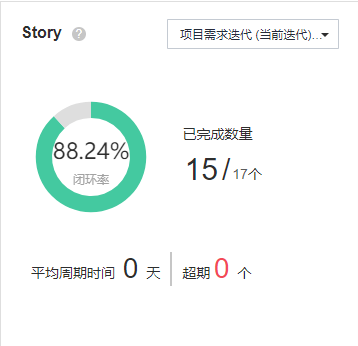 Story ?
项目需求迭代 (当前迭代)...
88.24%
闭环率
已完成数量
15/17个
平均周期时间 0 天 超期 0 个